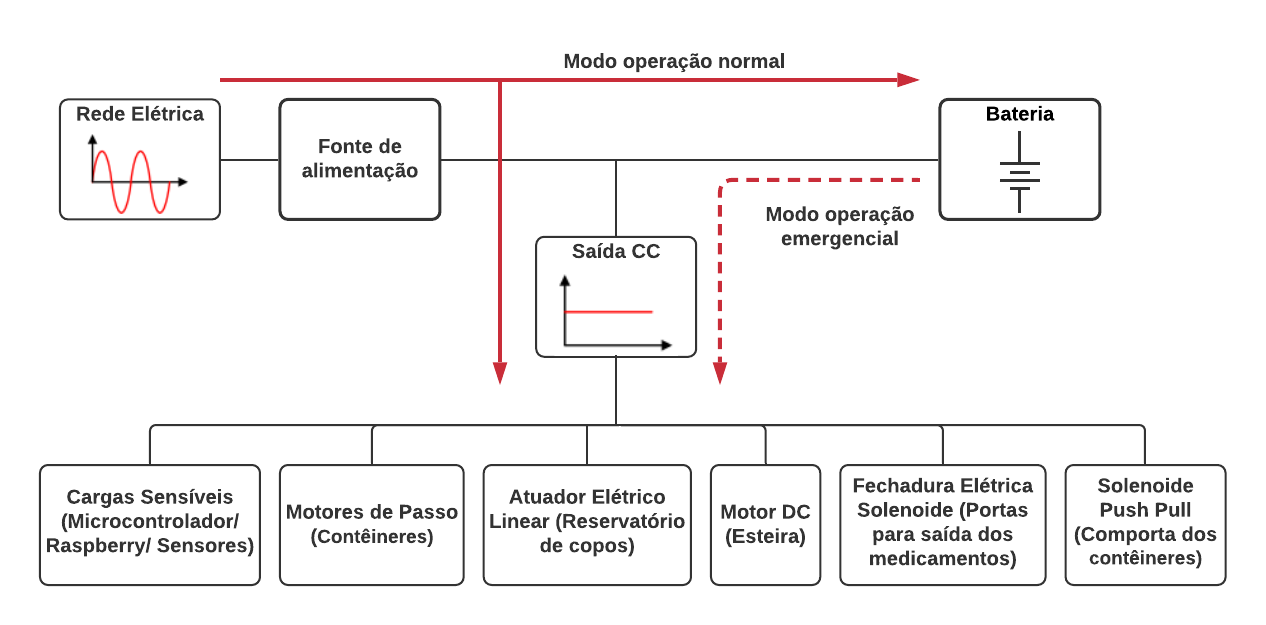 Modo operação normal
Rede Elétrica
Fonte de
alimentação
Bateria
Modo operação
emergencial
Saída CC
Cargas Sensíveis
(Microcontrolador/
Raspberry/ Sensores)
Motores de Passo
(Contêineres)
Atuador Elétrico
Linear (Reservatório
de copos)
Motor DC
(Esteira)
Fechadura Elétrica
Solenoide (Portas
para saída dos
medicamentos)
Solenoide
Push Pull
(Comporta dos
contêineres)